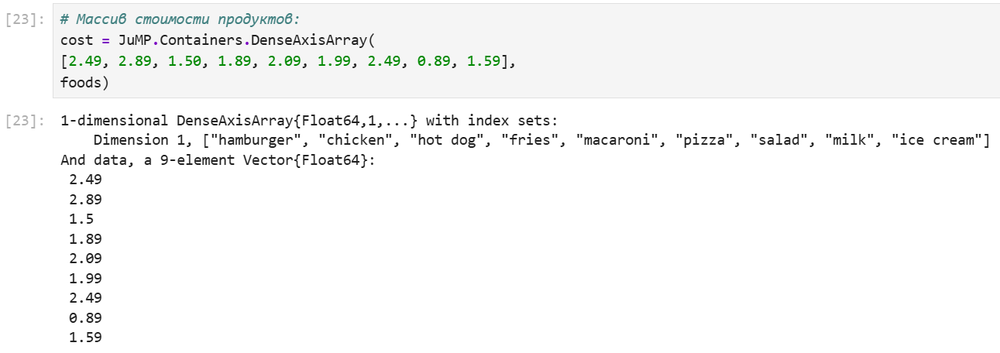 [23]: # Массив стоимости продуктов:
cost = JuMP.Containers.DenseAxisArray(
[2.49, 2.89, 1.50, 1.89, 2.09, 1.99, 2.49, 0.89, 1.59],
foods)
[23]: 1-dimensional DenseAxisArray{Float64,1,...} with index sets:
    Dimension 1, ["hamburger", "chicken", "hot dog", "fries", "macaroni", "pizza", "salad", "milk", "ice cream"]
And data, a 9-element Vector{Float64}:
 2.49
 2.89
 1.5
 1.89
 2.09
 1.99
 2.49
 0.89
 1.59